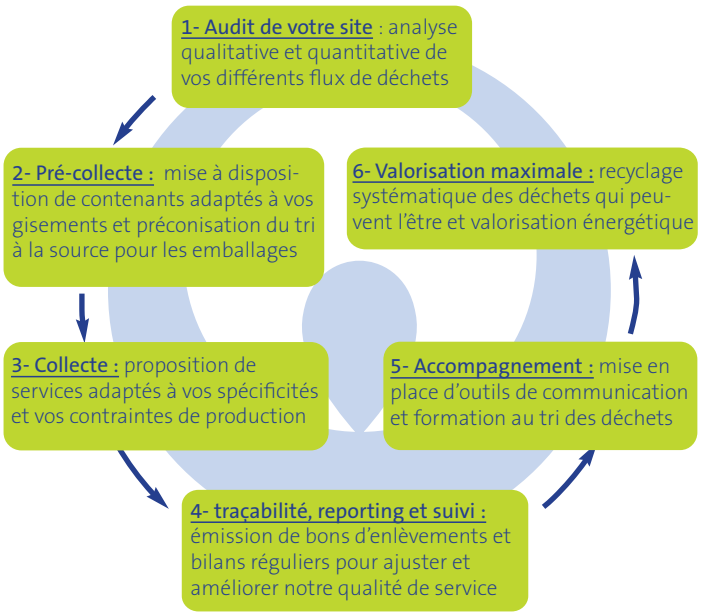 1- Audit de votre site : analyse
qualitative et quantitative de
vos différents flux de déchets
2- Pré-collecte : mise à disposi-
tion de contenants adaptés à vos
gisements et préconisation du tri
à la source pour les emballages
3- Collecte : proposition de
services adaptés à vos spécificités
et vos contraintes de production
4- traçabilité, reporting et suivi :
émission de bons d'enlèvements et
bilans réguliers pour ajuster et
améliorer notre qualité de service
5- Accompagnement : mise en
place d'outils de communication
et formation au tri des déchets
6- Valorisation maximale : recyclage
systématique des déchets qui peu-
vent l'être et valorisation énergétique